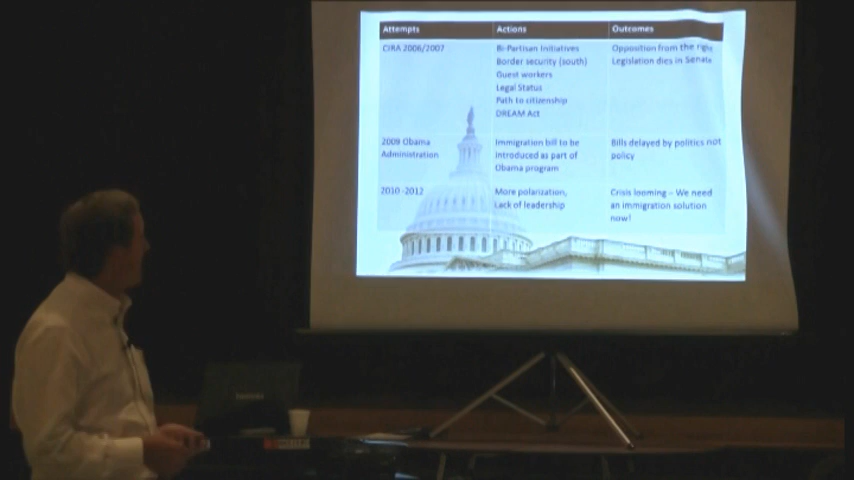 Attempts Actions Outcomes
CIRA 2006/2007
Bi-Partisan Initiatives
Border security (south)
Guest workers
Legal Status
Path to citizenship
DREAM Act
Opposition from the right
Legislation dies in Senate
2009 Obama
Administration
Immigration bill to be
introduced as part of
Obama program
Bills delayed by politics not
policy
2010 -2012
More polarization,
Lack of leadership
Crisis looming – We need
an immigration solution
now!